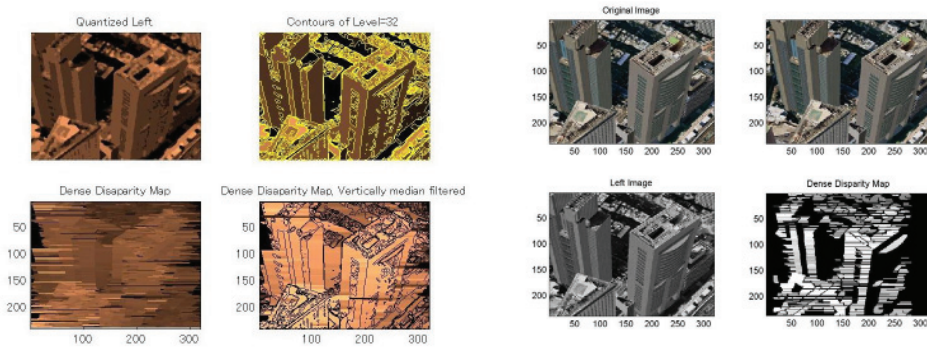 Quantized Left
Contours of Level=32
Dense Disaparity Map
50
100
150
200
100
200
300
Dense Disaparity Map, Vertically median filtered
50
100
150
200
100
200
300
Original Image
50
100
150
200
50 100 150 200 250 300
50
100
150
200
50 100 150 200 250 300
Left Image
50
100
150
200
50 100 150 200 250 300
Dense Disparity Map
50
100
150
200
50 100 150 200 250 300